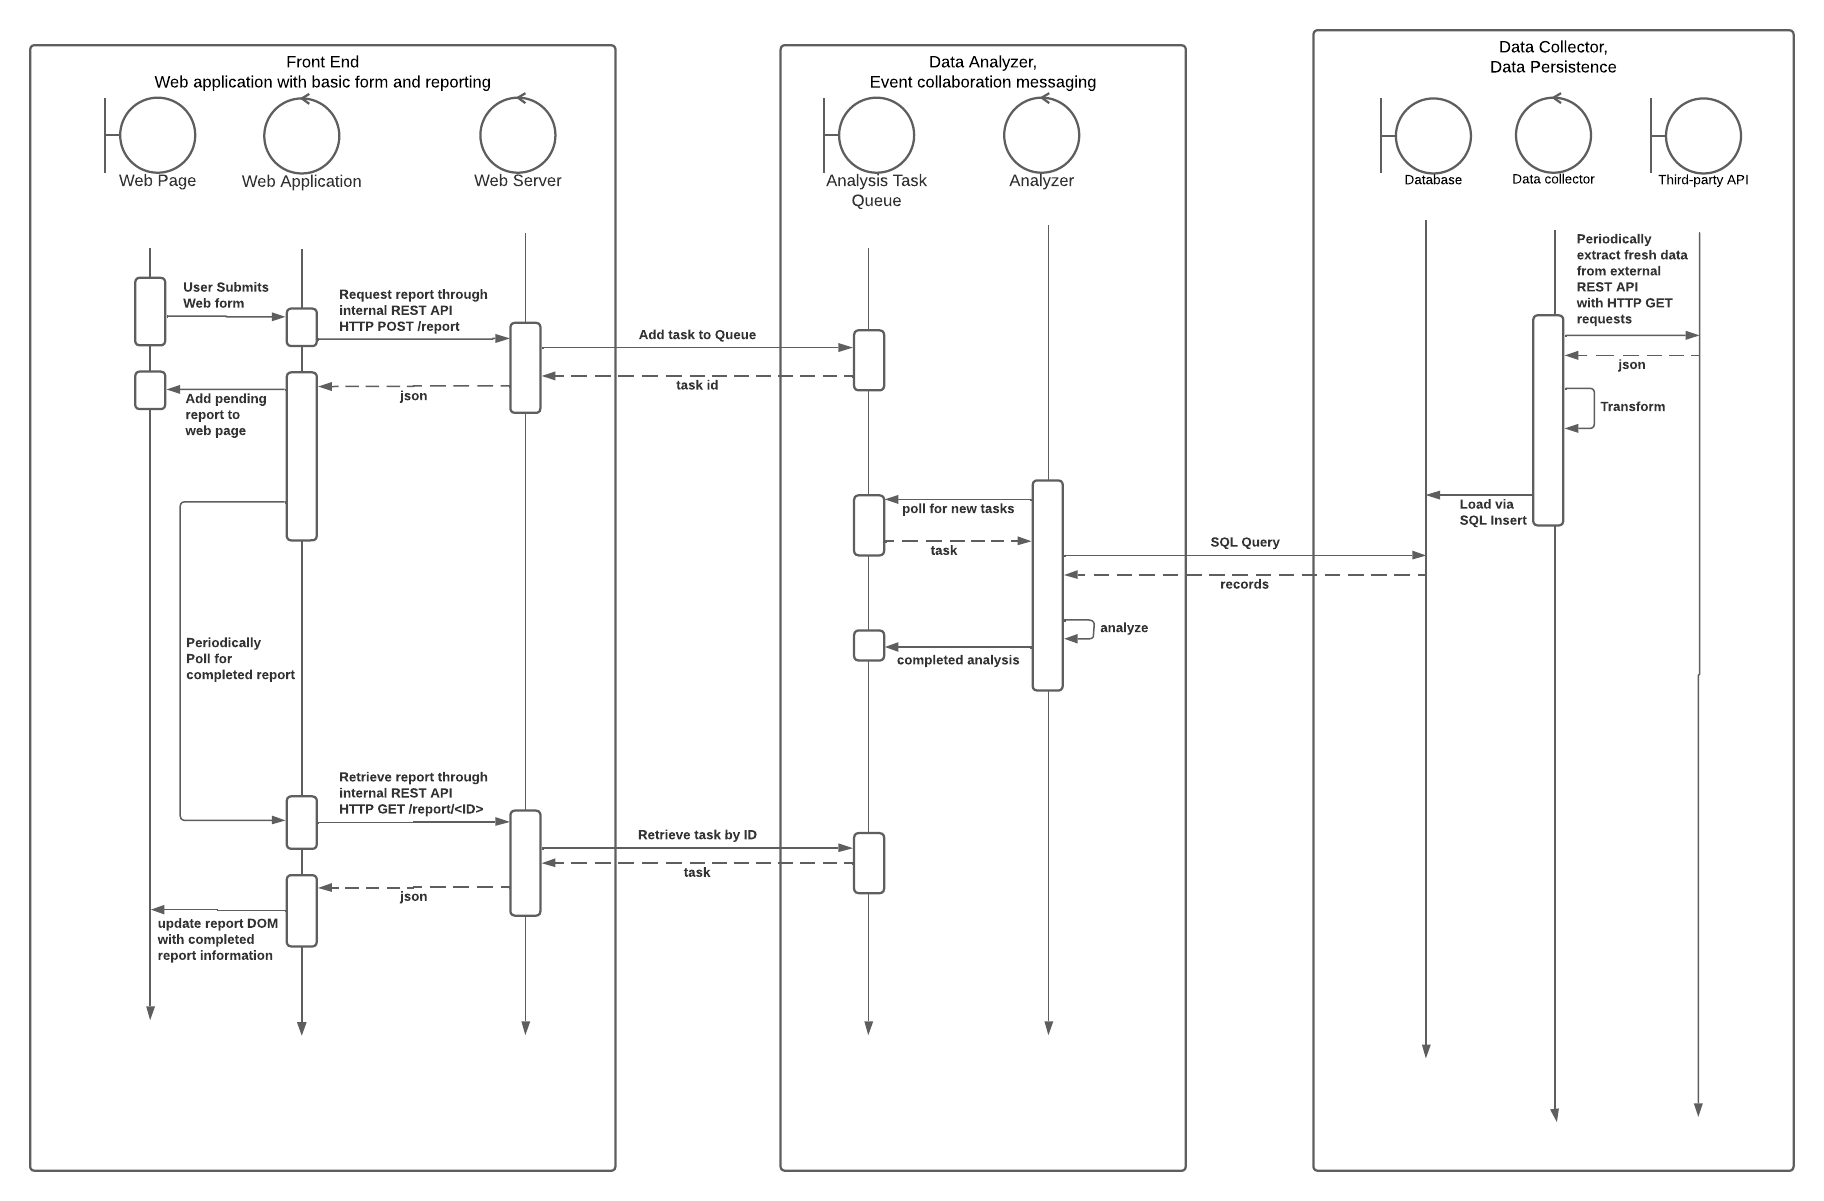 Front End
Web application with basic form and reporting
Web Page
Web Application
Web Server
User Submits
Web form
Request report through
internal REST API
HTTP POST /report
Add pending
report to
web page
json
Periodically
Poll for
completed report
Retrieve report through
internal REST API
HTTP GET /report/<ID>
json
update report DOM
with completed
report information
Add task to Queue
task id
Retrieve task by ID
task
Data Analyzer,
Event collaboration messaging
Analysis Task
Queue
Analyzer
poll for new tasks
task
analyze
completed analysis
SQL Query
records
Data Collector,
Data Persistence
Database
Data collector
Third-party API
Periodically
extract fresh data
from external
REST API
with HTTP GET
requests
json
Transform
Load via
SQL Insert